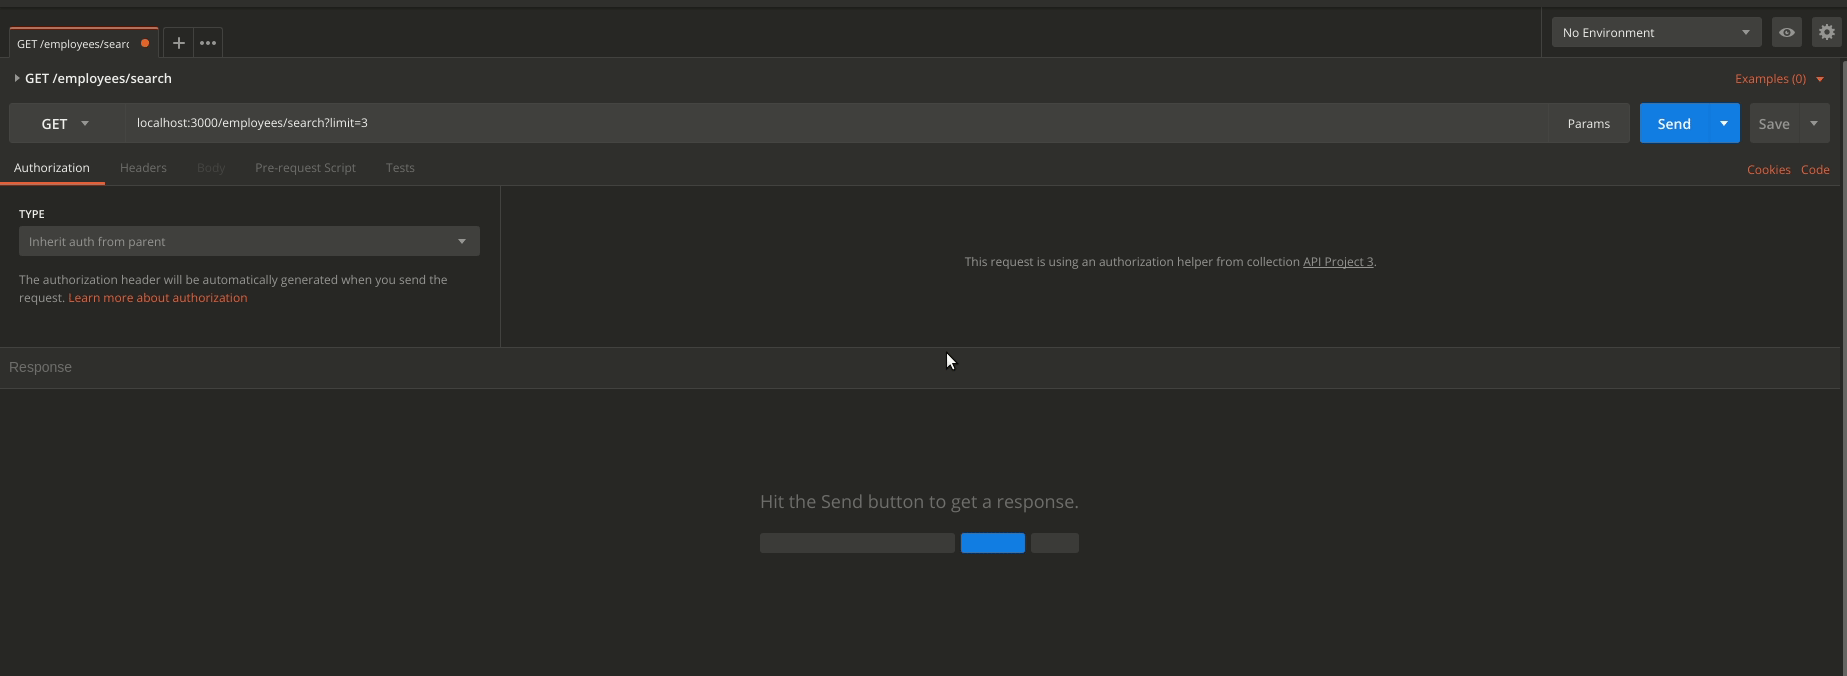 GET /employees/searc
No Environment
GET /employees/search
Examples (0)
GET
localhost:3000/employees/search?limit=3
Params
Send
Save
Authorization
Headers
Body
Pre-request Script
Tests
Cookies
Code
TYPE
Inherit auth from parent
The authorization header will be automatically generated when you send the
request. Learn more about authorization
This request is using an authorization helper from collection API Project 3.
Response
Hit the Send button to get a response.